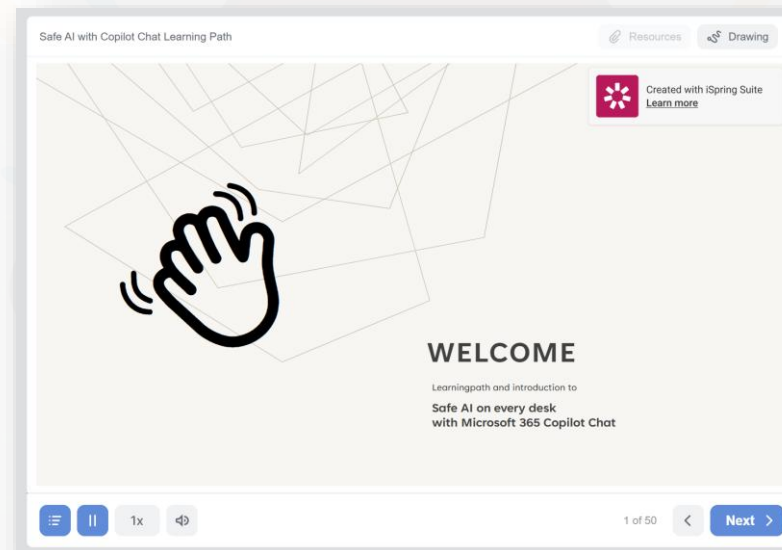 Safe AI with Copilot Chat Learning Path
Resources
Drawing
Created with iSpring Suite
Learn more
WELCOME
Learningpath and introduction to
Safe AI on every desk
with Microsoft 365 Copilot Chat
1x
1 of 50
Next